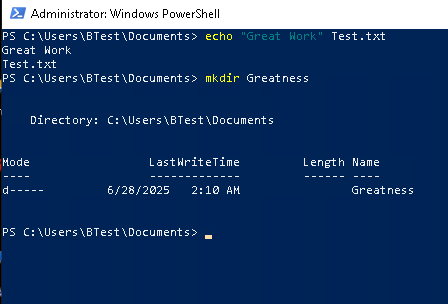 Administrator: Windows PowerShell
PS C:\Users\BTest\Documents> echo "Great Work" Test.txt
Great Work
Test.txt
PS C:\Users\BTest\Documents> mkdir Greatness
Directory: C:\Users\BTest\Documents
Mode LastWriteTime Length Name
---- ------------- ------ ----
d----- 6/28/2025 2:10 AM Greatness
PS C:\Users\BTest\Documents>